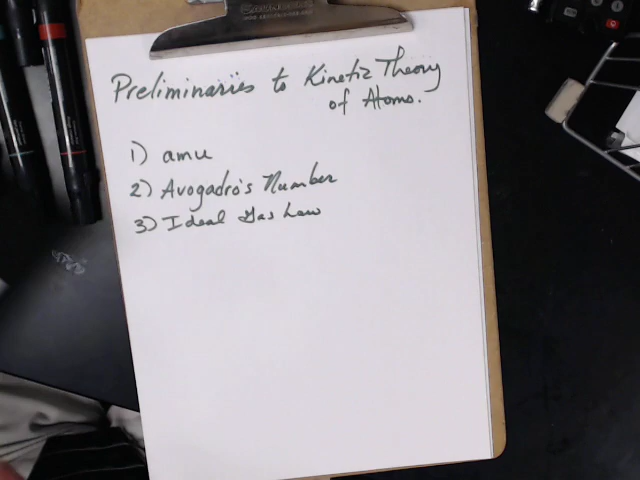 Preliminaries to Kinetic Theory
of Atoms.
1) amu
2) Avogadro's Number
3) Ideal Gas Law